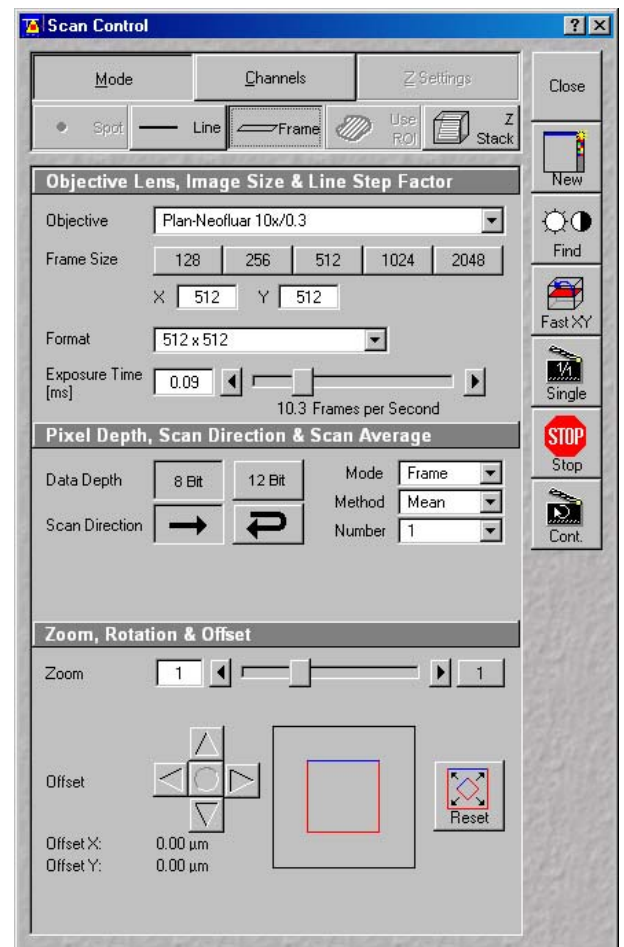 Scan Control
Mode Channels Z Settings Close
Spot Line Frame Use ROI Z Stack
New
Objective Lens, Image Size & Line Step Factor
Objective Plan-Neofluar 10x/0.3
Find
Frame Size 128 256 512 1024 2048
X 512 Y 512
Fast XY
Format 512 x 512
Exposure Time [ms] 0.09
1/1
Single
10.3 Frames per Second
Pixel Depth, Scan Direction & Scan Average
STOP
Stop
Data Depth 8 Bit 12 Bit Mode Frame
Method Mean
Scan Direction Number 1
Cont.
Zoom, Rotation & Offset
Zoom 1 1
Offset
Reset
Offset X: 0.00 µm
Offset Y: 0.00 µm